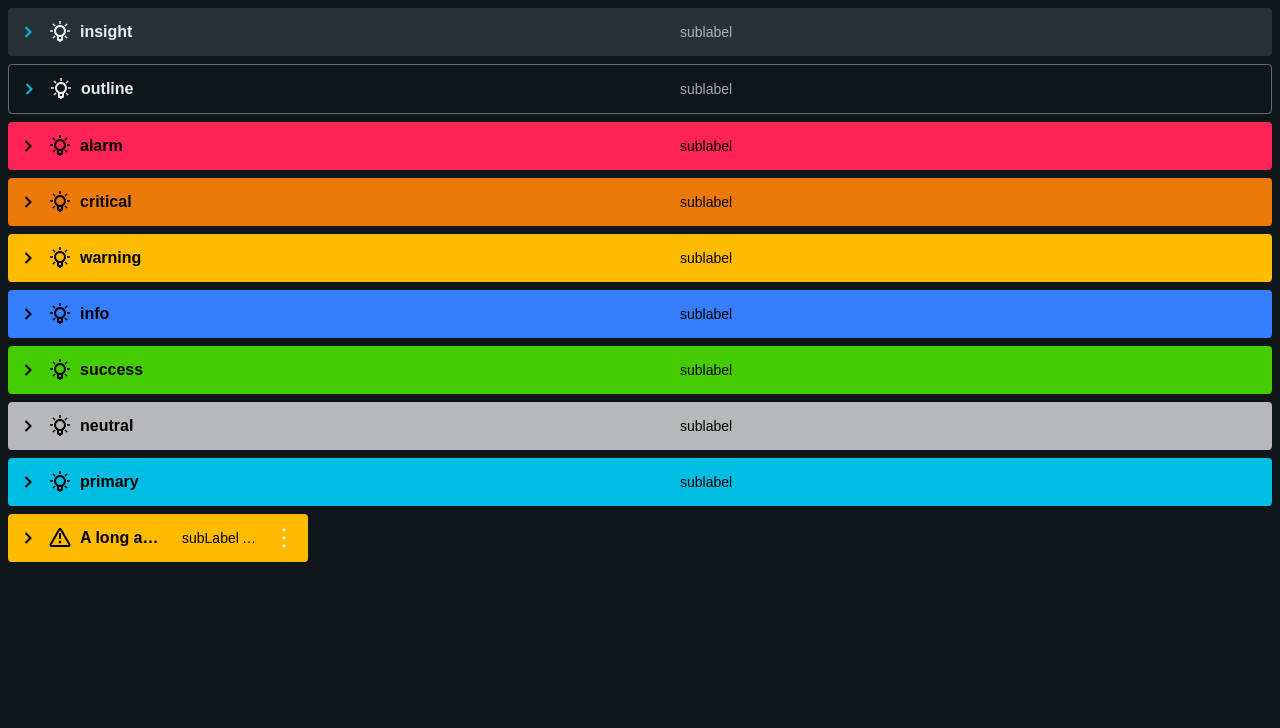 insight sublabel
outline sublabel
alarm sublabel
critical sublabel
warning sublabel
info sublabel
success sublabel
neutral sublabel
primary sublabel
A long a… subLabel …